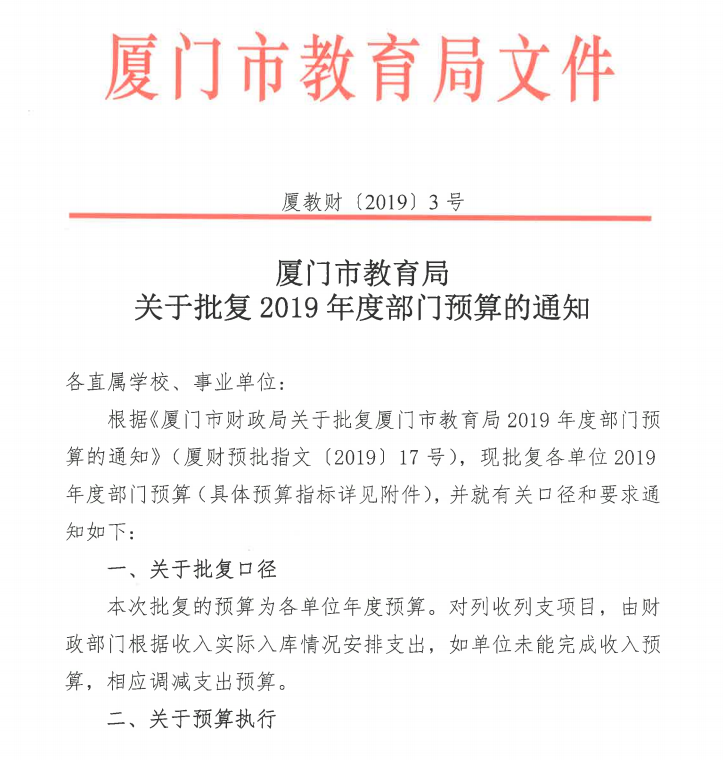 厦门市教育局文件
厦教财〔2019〕3 号
厦门市教育局
关于批复 2019 年度部门预算的通知
各直属学校、事业单位：
根据《厦门市财政局关于批复厦门市教育局 2019 年度部门预
算的通知》（厦财预批指文〔2019〕17 号），现批复各单位 2019
年度部门预算（具体预算指标详见附件），并就有关口径和要求通
知如下：
一、关于批复口径
本次批复的预算为各单位年度预算。对列收列支项目，由财
政部门根据收入实际入库情况安排支出，如单位未能完成收入预
算，相应调减支出预算。
二、关于预算执行